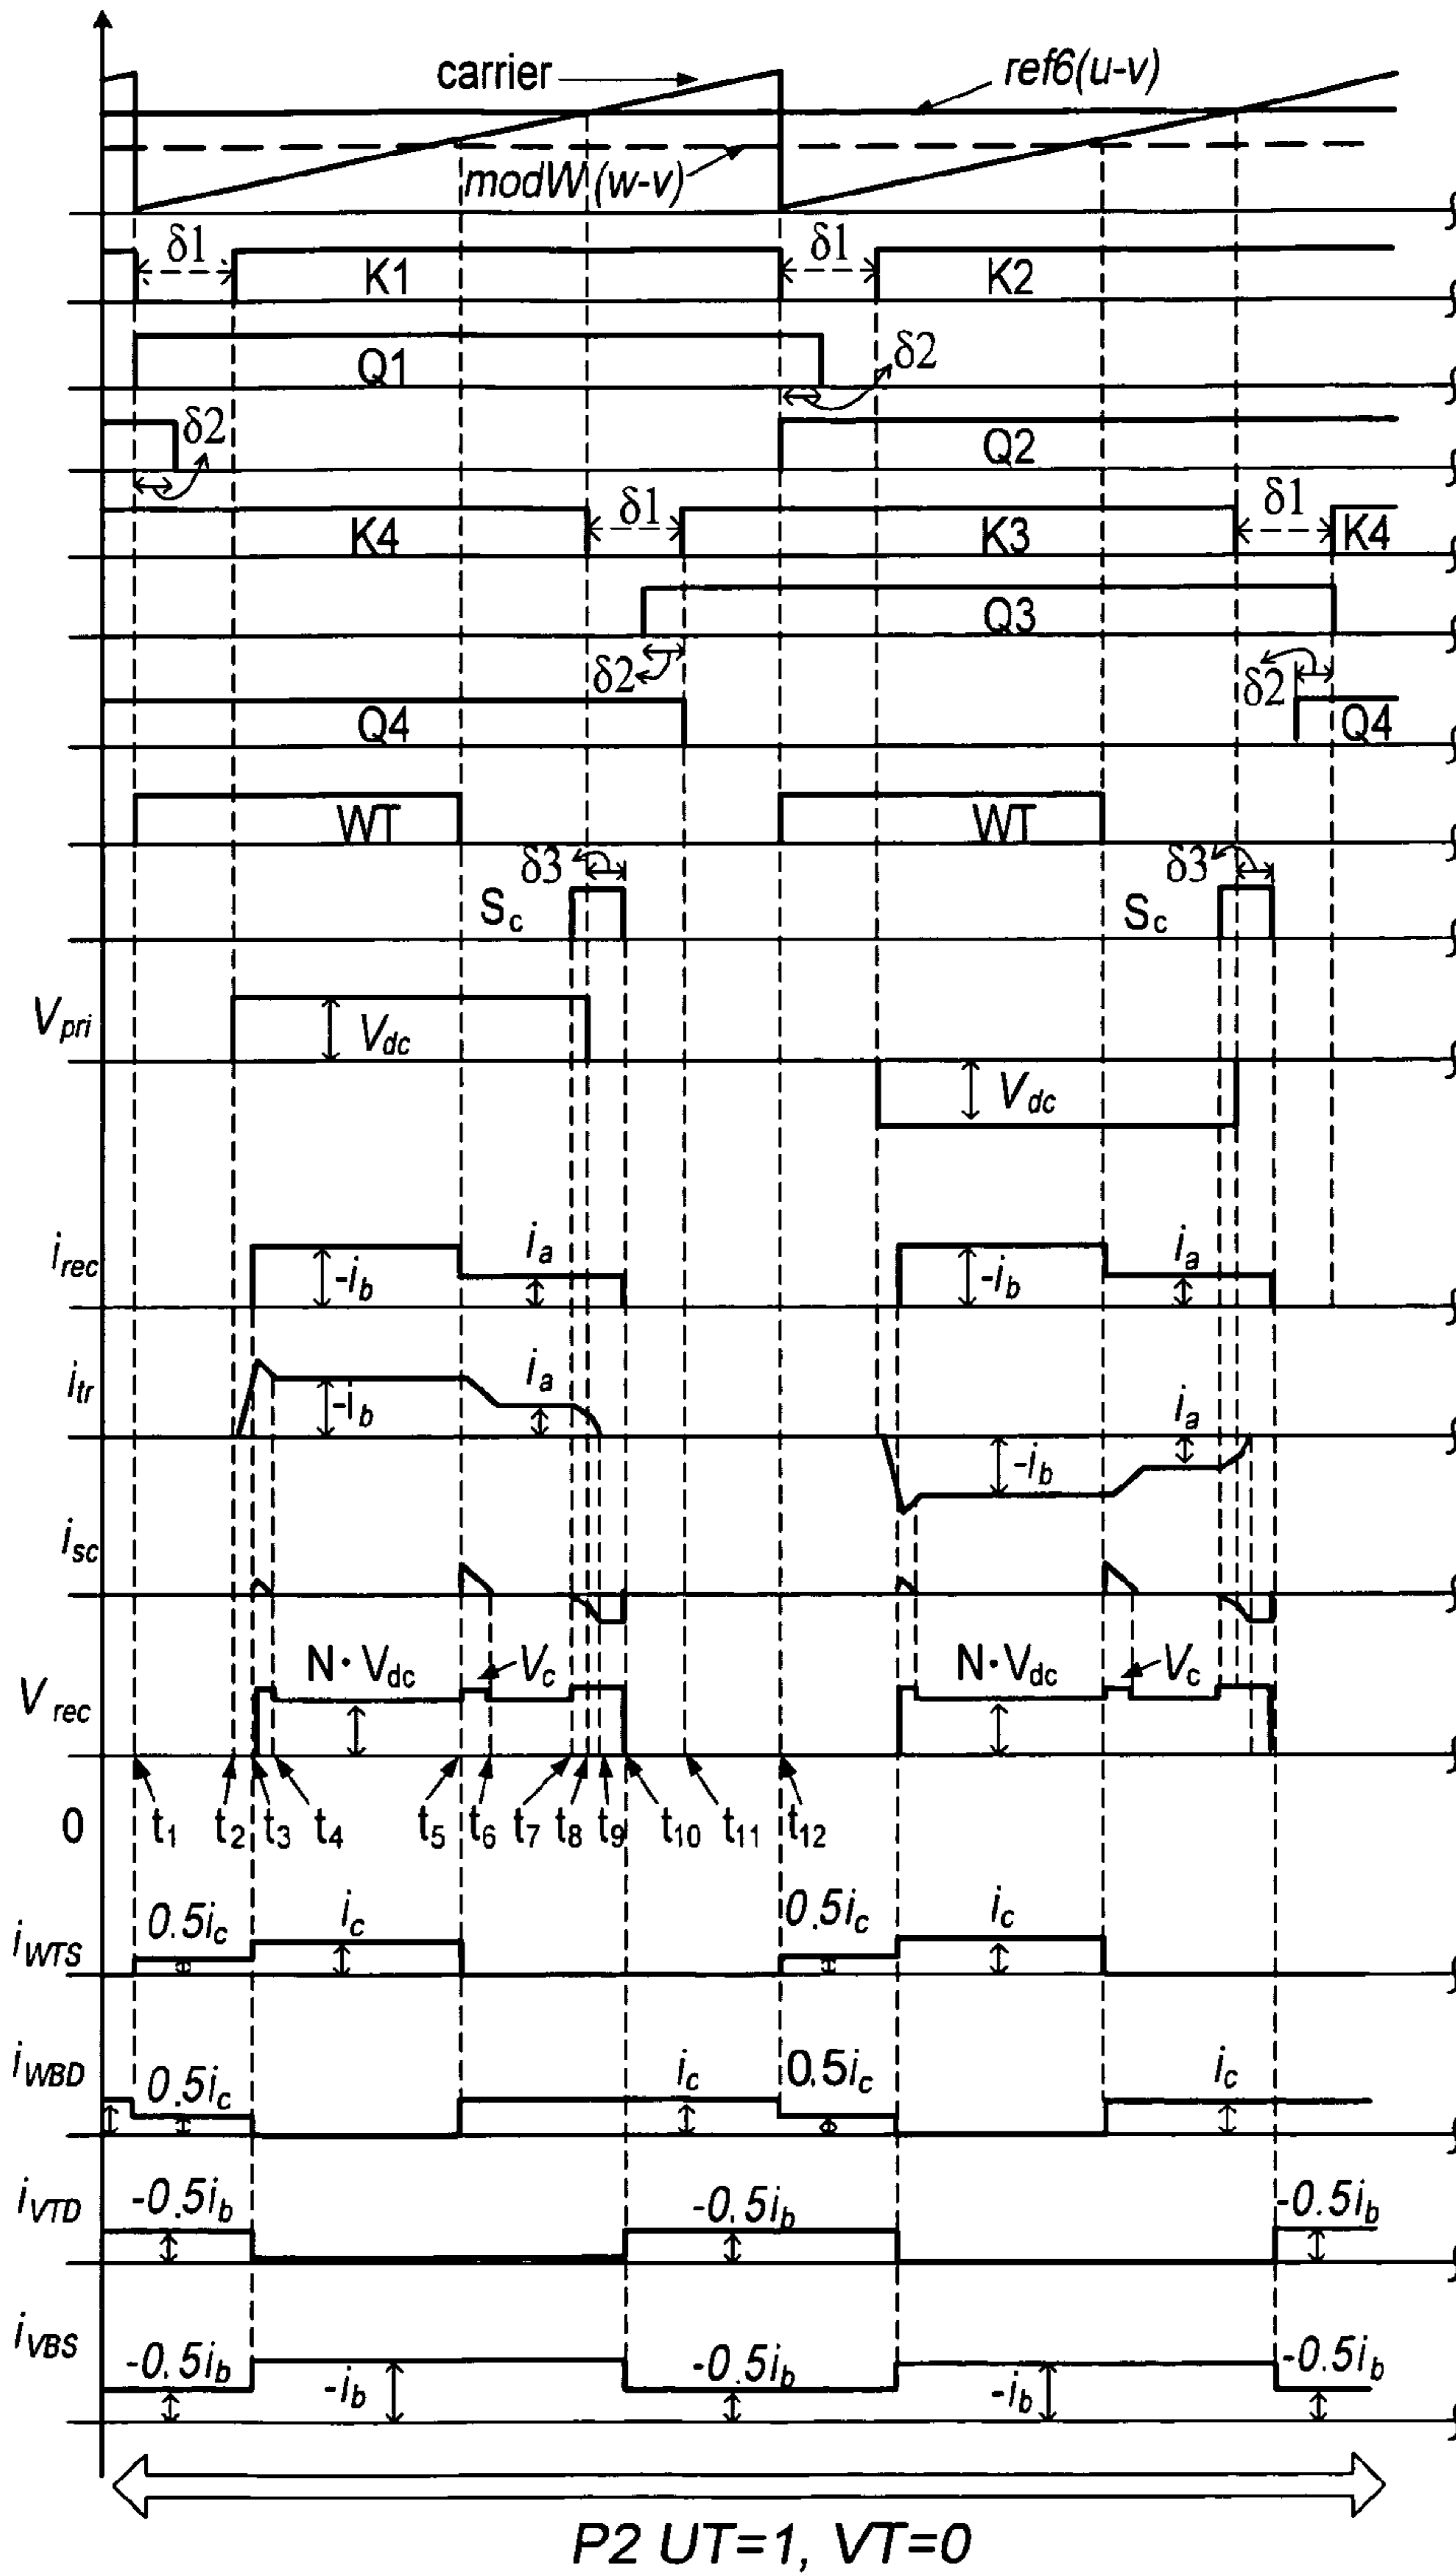 carrier ref6(u-v)
modW(w-v)
δ1 K1 δ1 K2
Q1 δ2
δ2 Q2
K4 δ1 K3 δ1 K4
Q3
δ2 δ2
Q4 Q4
WT WT
δ3 δ3
Sc Sc
Vpri Vdc
Vdc
irec -ib ia -ib ia
itr -ib ia -ib ia
isc
Vrec N·Vdc Vc N·Vdc Vc
0 t1 t2 t3 t4 t5 t6 t7 t8 t9 t10 t11 t12
iWTS 0.5ic ic 0.5ic ic
iWBD 0.5ic ic 0.5ic ic
iVTD -0.5ib -0.5ib -0.5ib
iVBS -0.5ib -ib -0.5ib -ib -0.5ib
P2 UT=1, VT=0